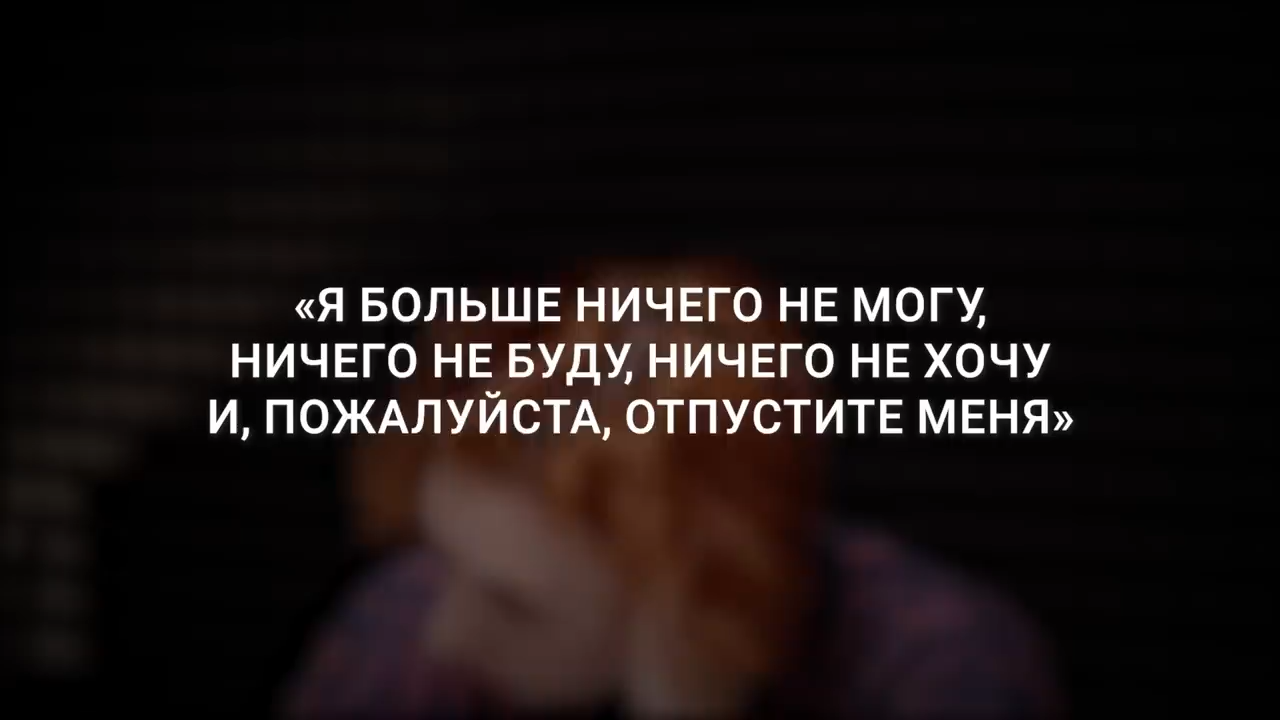 «Я БОЛЬШЕ НИЧЕГО НЕ МОГУ,
НИЧЕГО НЕ БУДУ, НИЧЕГО НЕ ХОЧУ
И, ПОЖАЛУЙСТА, ОТПУСТИТЕ МЕНЯ»